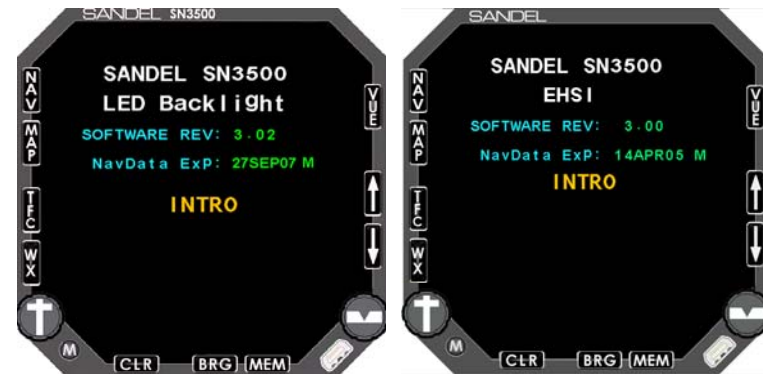 SANDEL SN3500
SANDEL SN3500
LED Backlight
SOFTWARE REV: 3.02
NavData ExP: 27SEP07 M
INTRO
NAV
MAP
TFC
WX
VUE
M
CLR
BRG
MEM
SANDEL
SANDEL SN3500
EHSI
SOFTWARE REV: 3.00
NavData ExP: 14APR05 M
INTRO
NAV
MAP
TFC
WX
VUE
M
CLR
BRG
MEM